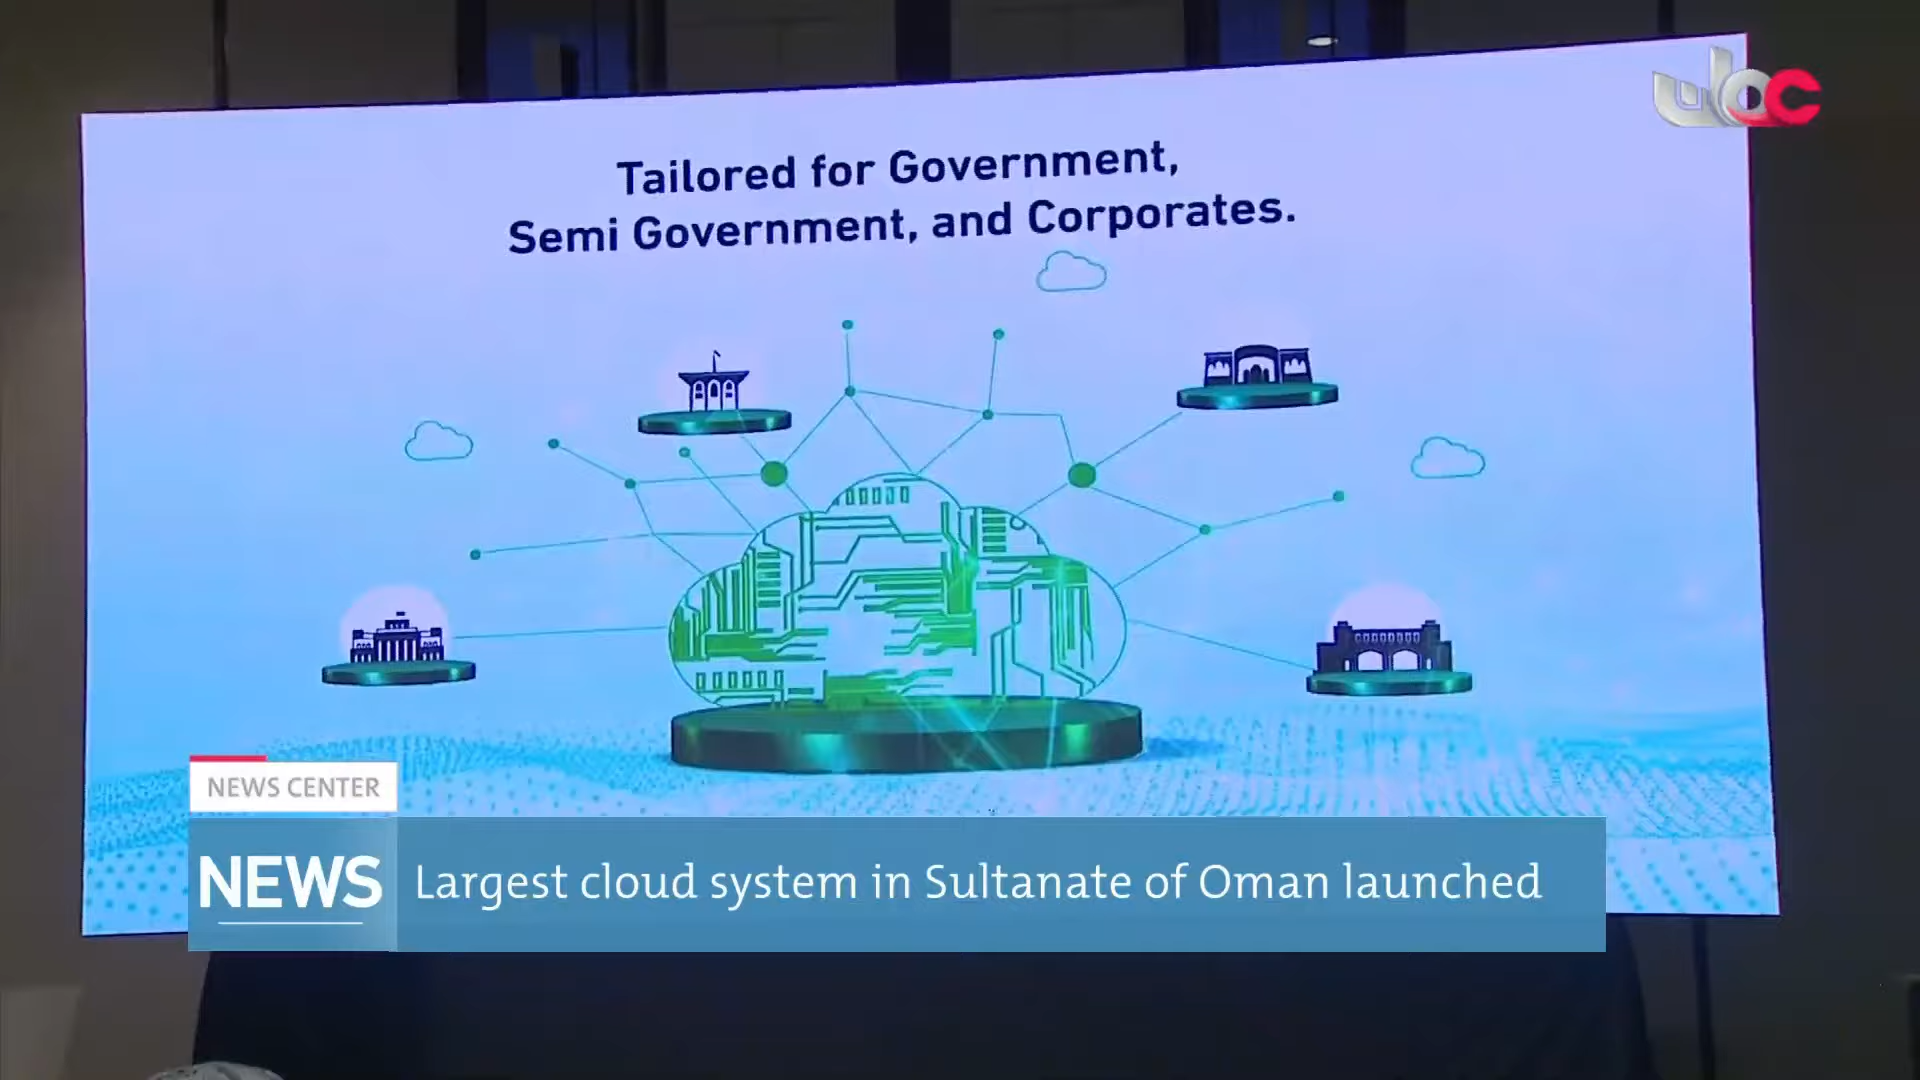 Tailored for Government,
Semi Government, and Corporates.
NEWS CENTER
NEWS
Largest cloud system in Sultanate of Oman launched